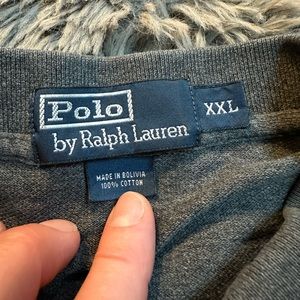 Polo
by Ralph Lauren
XXL
MADE IN BOLIVIA
100% COTTON